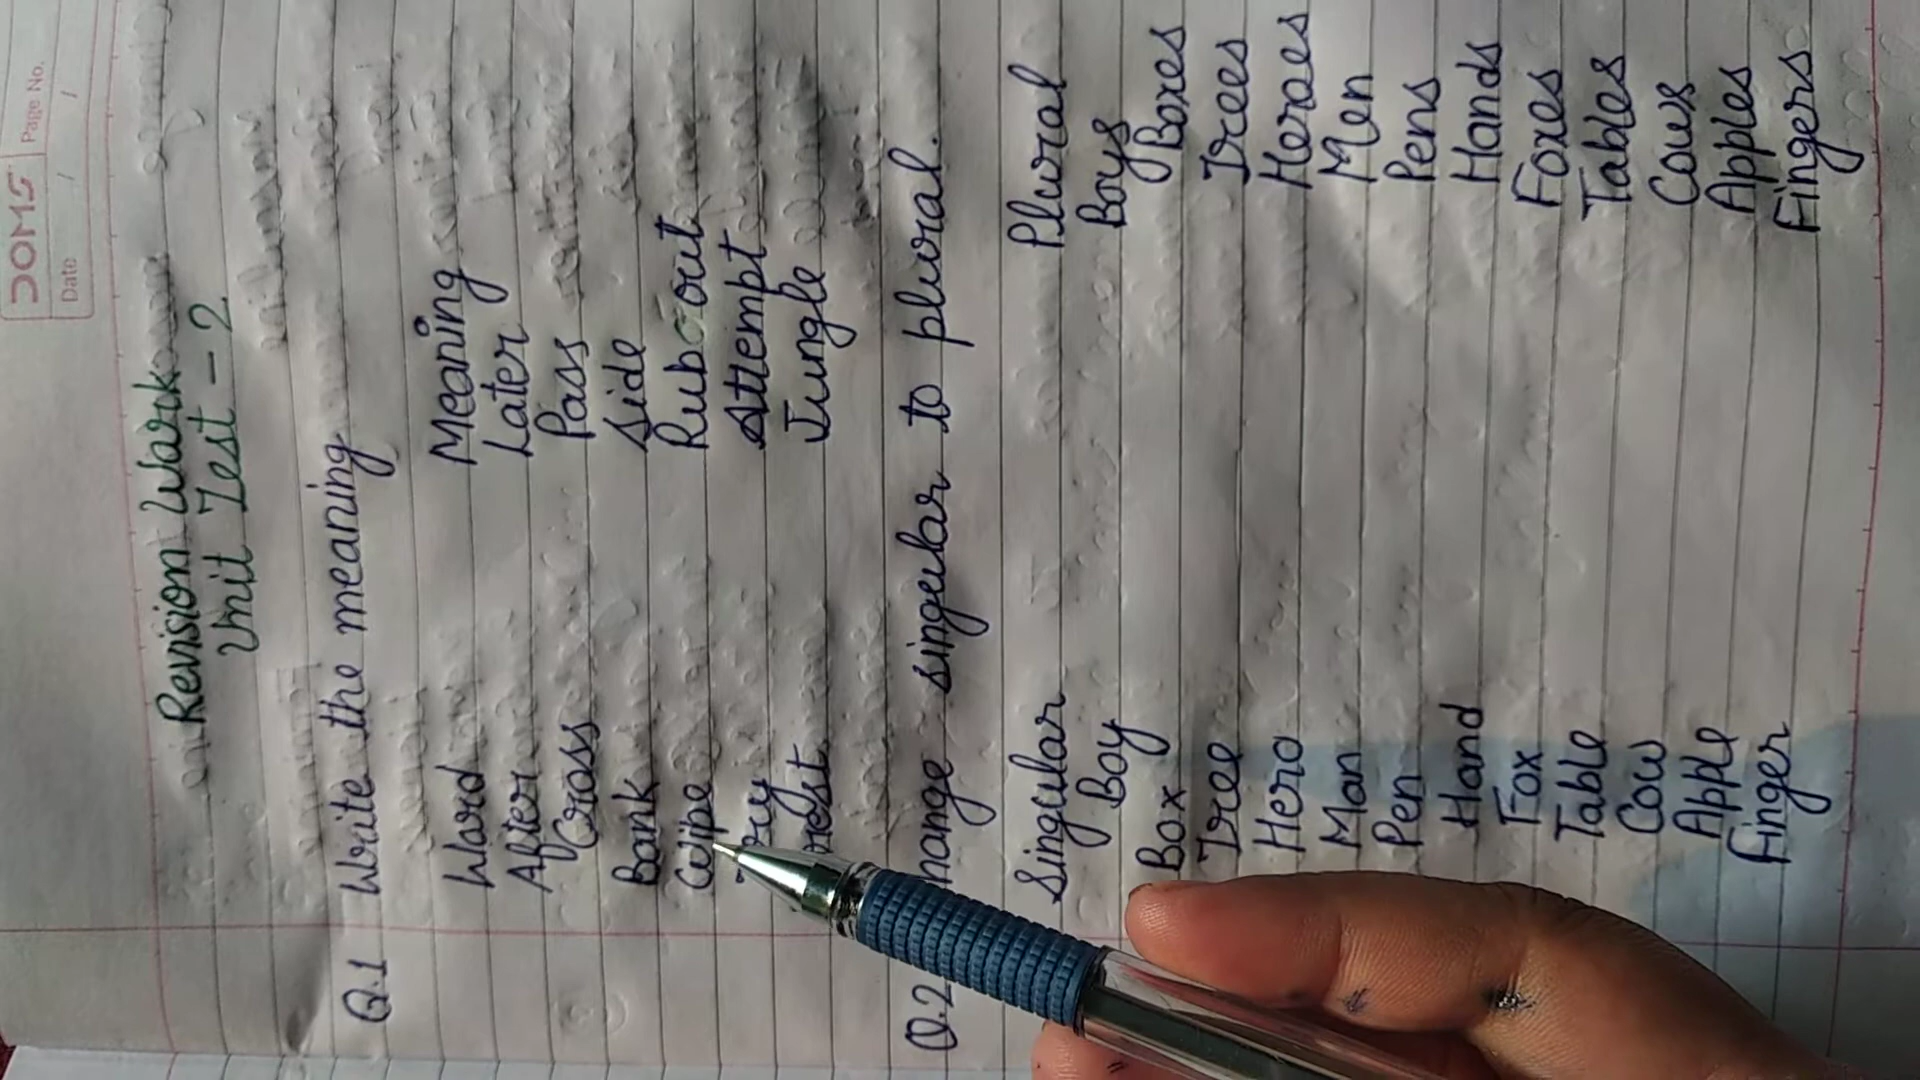 DOMS
Page No.
Date / /
Revision Work
Unit Test - 2
Q.1 Write the meaning
Word Meaning
After Later
Cross Pass
Bank Side
Wipe Rub out
Attempt
Jungle
Q.2 singular to plural.
Singular Plural
Boy Boys
Box Boxes
Tree Trees
Hero Heroes
Man Men
Pen Pens
Hand Hands
Fox Foxes
Table Tables
Cow Cows
Apple Apples
Finger Fingers